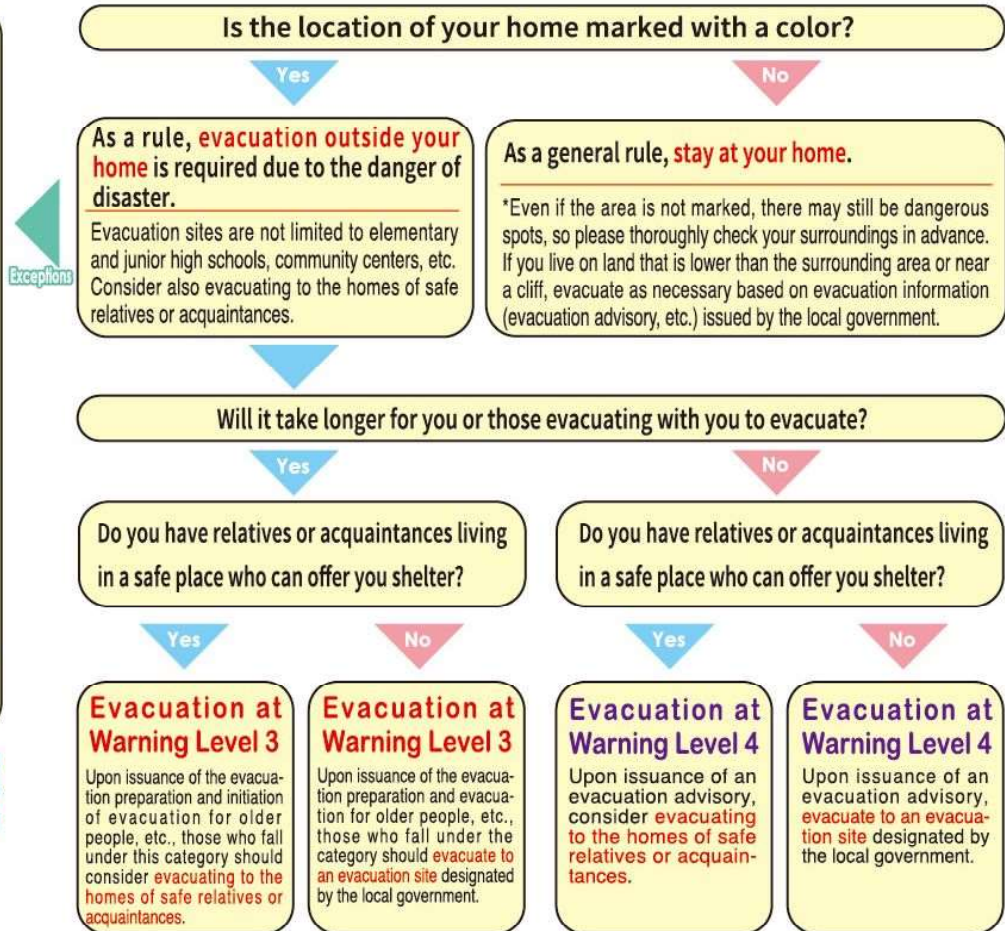 Is the location of your home marked with a color?
Yes
No
As a rule, evacuation outside your
home is required due to the danger of
disaster.
Evacuation sites are not limited to elementary
and junior high schools, community centers, etc.
Consider also evacuating to the homes of safe
relatives or acquaintances.
As a general rule, stay at your home.
*Even if the area is not marked, there may still be dangerous
spots, so please thoroughly check your surroundings in advance.
If you live on land that is lower than the surrounding area or near
a cliff, evacuate as necessary based on evacuation information
(evacuation advisory, etc.) issued by the local government.
Exceptions
Will it take longer for you or those evacuating with you to evacuate?
Yes
No
Do you have relatives or acquaintances living
in a safe place who can offer you shelter?
Do you have relatives or acquaintances living
in a safe place who can offer you shelter?
Yes
No
Yes
No
Evacuation at
Warning Level 3
Upon issuance of the evacua-
tion preparation and initiation
of evacuation for older
people, etc., those who fall
under this category should
consider evacuating to the
homes of safe relatives or
acquaintances.
Evacuation at
Warning Level 3
Upon issuance of the evacua-
tion preparation and evacua-
tion for older people, etc.,
those who fall under the
category should evacuate to
an evacuation site designated
by the local government.
Evacuation at
Warning Level 4
Upon issuance of an
evacuation advisory,
consider evacuating
to the homes of safe
relatives or acquain-
tances.
Evacuation at
Warning Level 4
Upon issuance of an
evacuation advisory,
evacuate to an evacua-
tion site designated by
the local government.